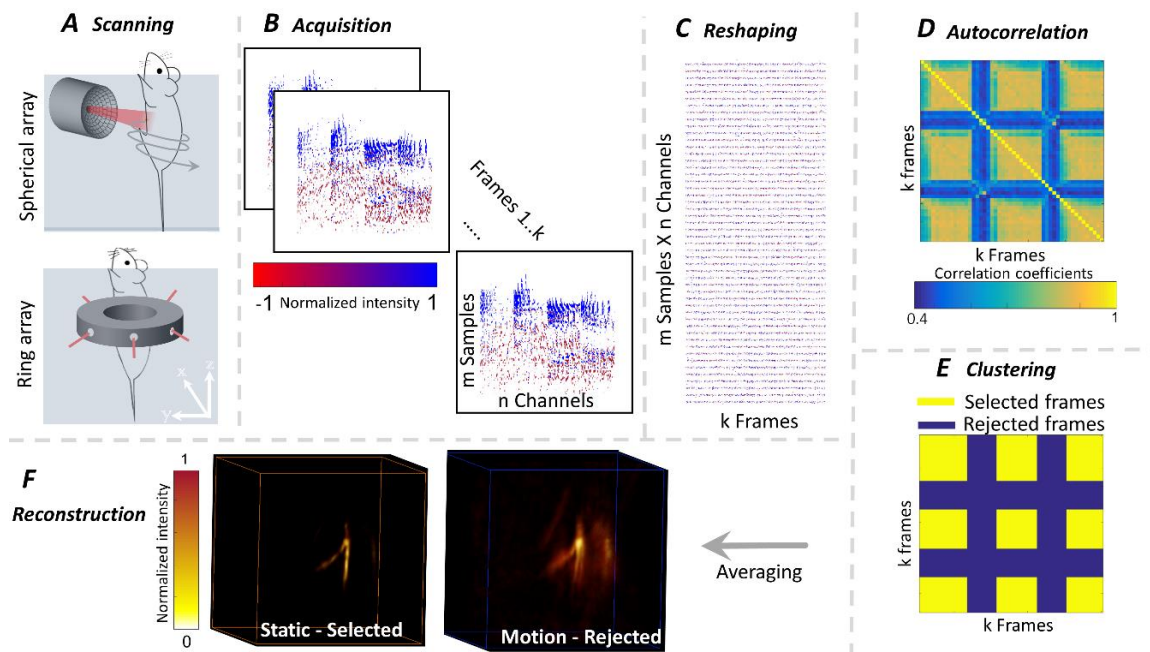 A Scanning
Spherical array
Ring array
x
y
z
B Acquisition
Frames 1..k
.....
-1 Normalized intensity 1
m Samples
n Channels
C Reshaping
m Samples X n Channels
k Frames
D Autocorrelation
k frames
k Frames
Correlation coefficients
0.4 1
E Clustering
Selected frames
Rejected frames
k frames
k Frames
F
Reconstruction
1
Normalized intensity
0
Static - Selected
Motion - Rejected
Averaging